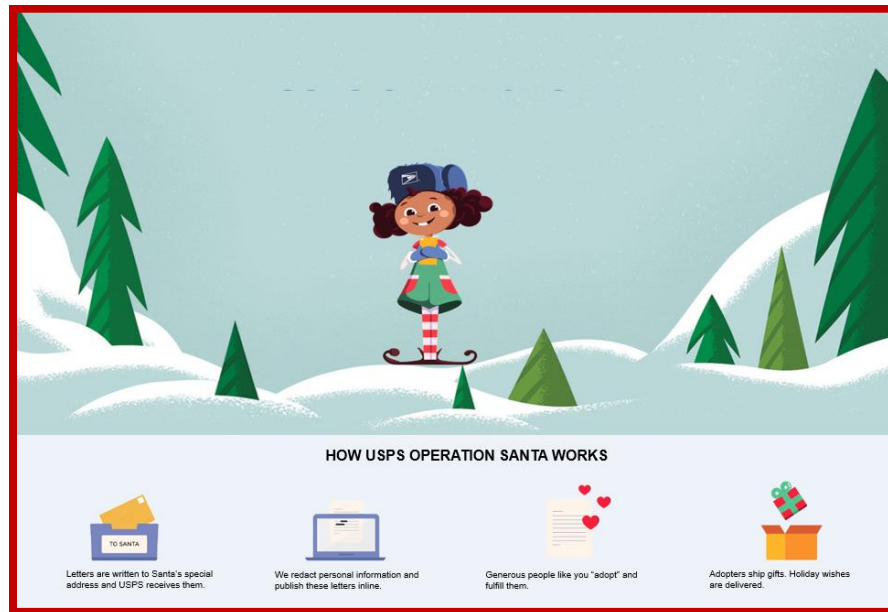 HOW USPS OPERATION SANTA WORKS
TO SANTA
Letters are written to Santa's special
address and USPS receives them.
We redact personal information and
publish these letters inline.
Generous people like you "adopt" and
fulfill them.
Adopters ship gifts. Holiday wishes
are delivered.